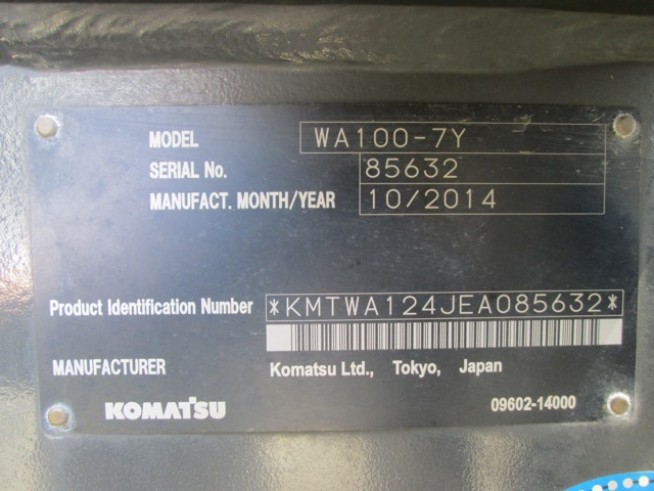 MODEL WA100-7Y
SERIAL No. 85632
MANUFACT. MONTH/YEAR 10/2014
Product Identification Number *KMTWA124JEA085632*
MANUFACTURER Komatsu Ltd., Tokyo, Japan
KOMATSU 09602-14000